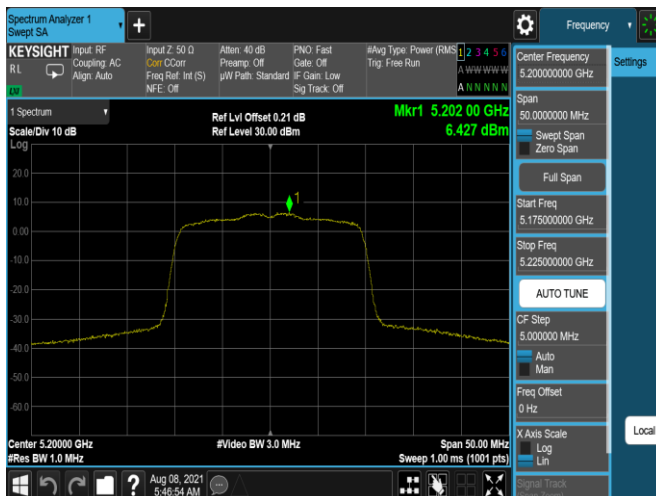 Spectrum Analyzer 1
Swept SA
+
Frequency
KEYSIGHT
RL
LXI
Input: RF
Coupling: AC
Align: Auto
Input Z: 50 Ω
Corr CCorr
Freq Ref: Int (S)
NFE: Off
Atten: 40 dB
Preamp: Off
µW Path: Standard
PNO: Fast
Gate: Off
IF Gain: Low
Sig Track: Off
#Avg Type: Power (RMS
Trig: Free Run
1 2 3 4 5 6
A W W W W W
A N N N N N
1 Spectrum
Scale/Div 10 dB
Log
Ref Lvl Offset 0.21 dB
Ref Level 30.00 dBm
Mkr1 5.202 00 GHz
6.427 dBm
1
20.0
10.0
0.00
-10.0
-20.0
-30.0
-40.0
-50.0
-60.0
Center 5.20000 GHz
#Res BW 1.0 MHz
#Video BW 3.0 MHz
Span 50.00 MHz
Sweep 1.00 ms (1001 pts)
Aug 08, 2021
5:46:54 AM
?
Center Frequency
5.200000000 GHz
Span
50.0000000 MHz
Swept Span
Zero Span
Full Span
Start Freq
5.175000000 GHz
Stop Freq
5.225000000 GHz
AUTO TUNE
CF Step
5.000000 MHz
Auto
Man
Freq Offset
0 Hz
X Axis Scale
Log
Lin
Signal Track
Settings
Local